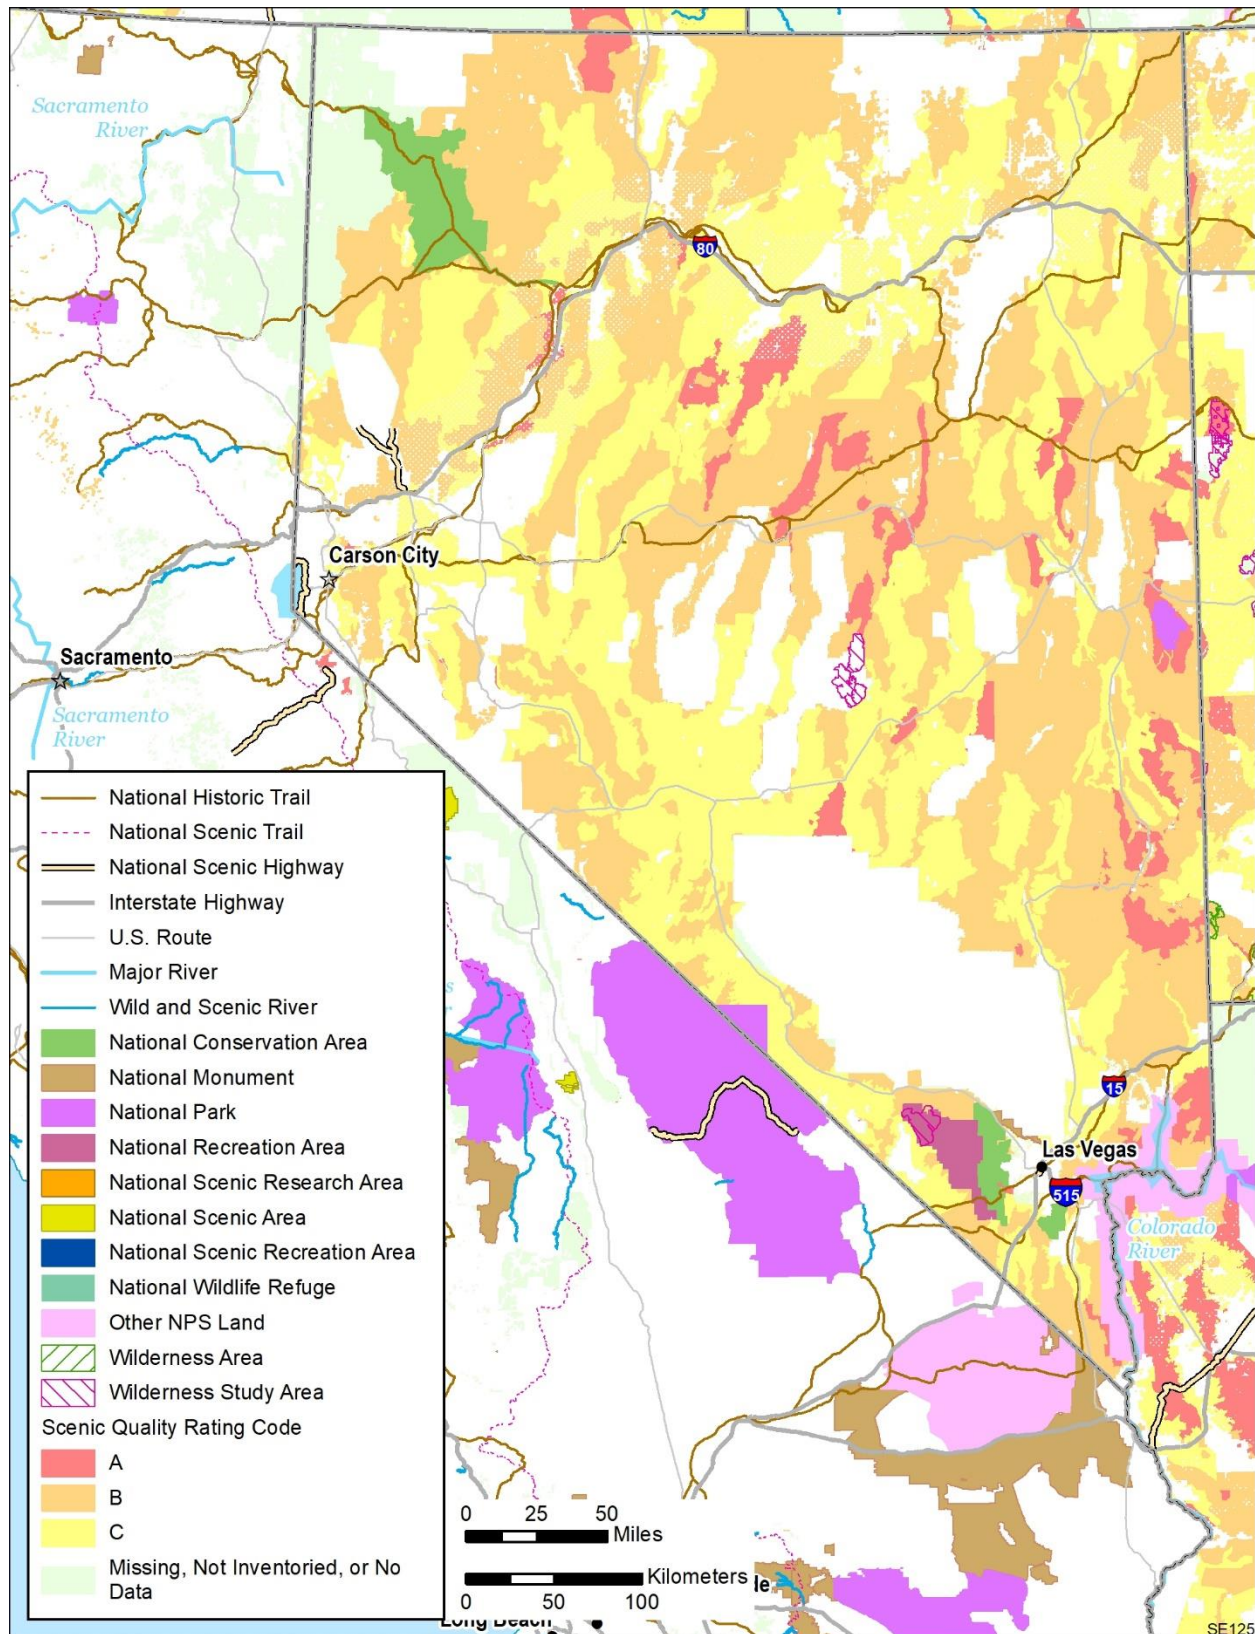 Sacramento
River
80
Carson City
Sacramento
Sacramento
River
National Historic Trail
National Scenic Trail
National Scenic Highway
Interstate Highway
U.S. Route
Major River
Wild and Scenic River
National Conservation Area
National Monument
National Park
National Recreation Area
National Scenic Research Area
National Scenic Area
National Scenic Recreation Area
National Wildlife Refuge
Other NPS Land
Wilderness Area
Wilderness Study Area
Scenic Quality Rating Code
A
B
C
Missing, Not Inventoried, or No
Data
15
Las Vegas
515
Colorado
River
0 25 50
Miles
Kilometers
0 50 100
de
Long Beach
SE125